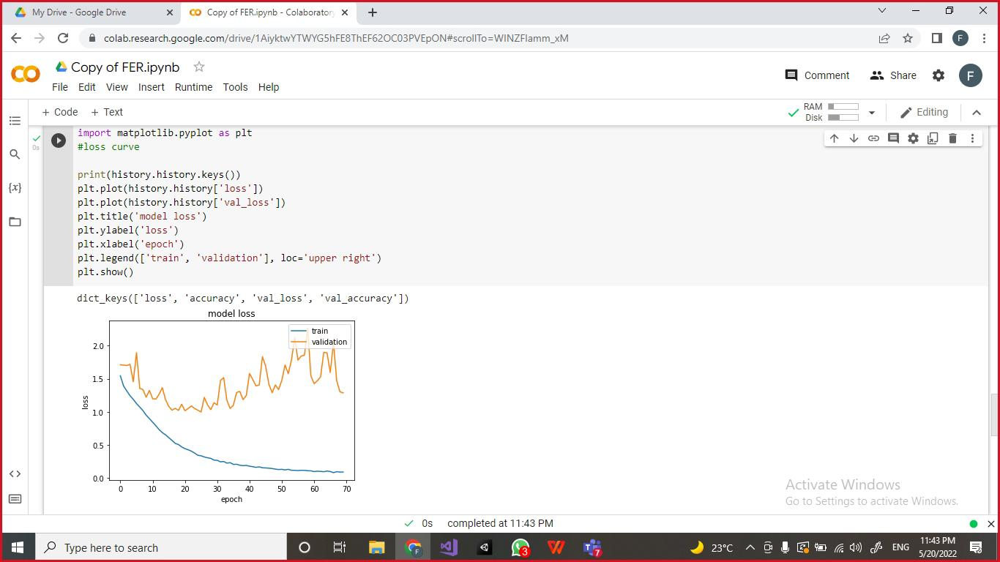 My Drive - Google Drive
Copy of FER.ipynb - Colaboratory
colab.research.google.com/drive/1AiyktwYTWYG5hFE8ThEF62OC03PVEpON#scrollTo=WINZFlamm_xM
F
Copy of FER.ipynb
File Edit View Insert Runtime Tools Help
Comment
Share
F
+ Code + Text
RAM
Disk
Editing
0s
{x}
import matplotlib.pyplot as plt
#loss curve
print(history.history.keys())
plt.plot(history.history['loss'])
plt.plot(history.history['val_loss'])
plt.title('model loss')
plt.ylabel('loss')
plt.xlabel('epoch')
plt.legend(['train', 'validation'], loc='upper right')
plt.show()
dict_keys(['loss', 'accuracy', 'val_loss', 'val_accuracy'])
model loss
train
validation
2.0
1.5
1.0
0.5
0.0
loss
0 10 20 30 40 50 60 70
epoch
Activate Windows
Go to Settings to activate Windows.
0s completed at 11:43 PM
Type here to search
F
3
7
23°C
ENG
11:43 PM
5/20/2022